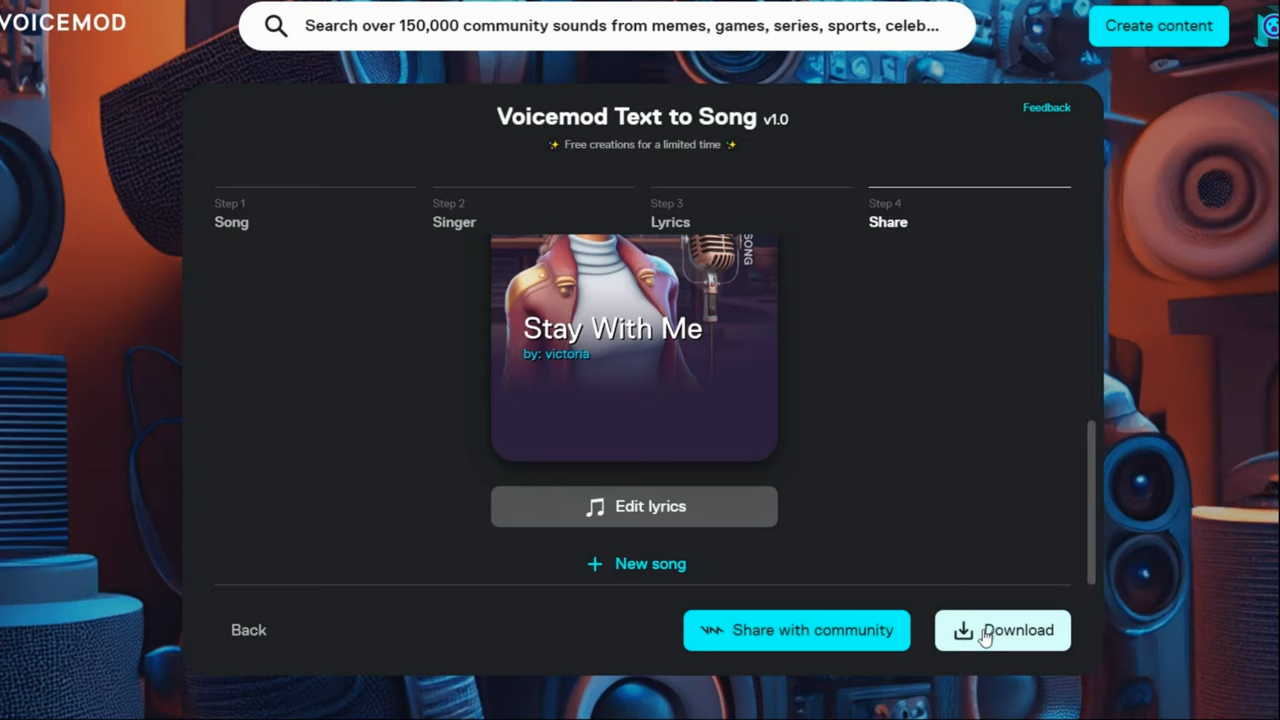 VOICEMOD
Search over 150,000 community sounds from memes, games, series, sports, celeb...
Create content
Voicemod Text to Song v1.0
Feedback
✨ Free creations for a limited time ✨
Step 1
Song
Step 2
Singer
Step 3
Lyrics
Step 4
Share
SONG
Stay With Me
by: victoria
Edit lyrics
+ New song
Back
Share with community
Download